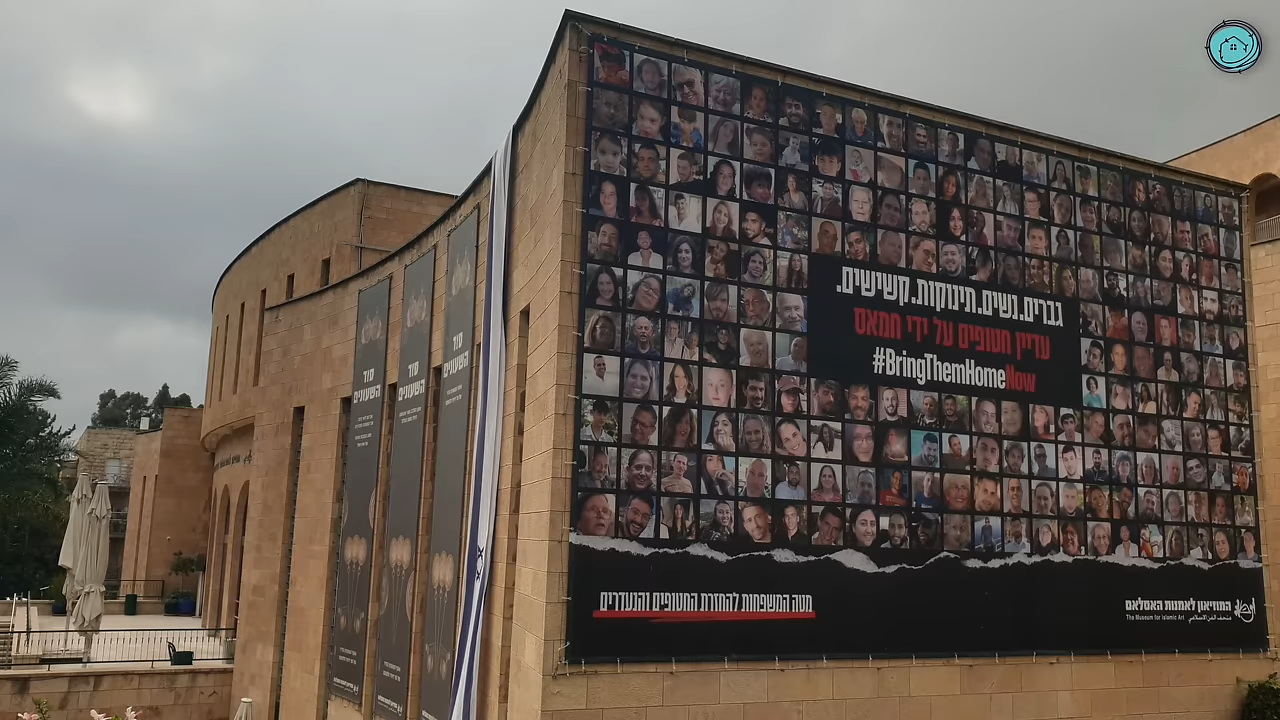 סוד
השעונים
סוד
השעונים
סוד
השעונים
גברים.נשים.תינוקות.קשישים.
עדיין חטופים על ידי חמאס
#BringThemHomeNow
מטה המשפחות להחזרת החטופים והנעדרים
המוזיאון לאמנות האסלאם
The Museum for Islamic Art متحف الفن الاسلامي